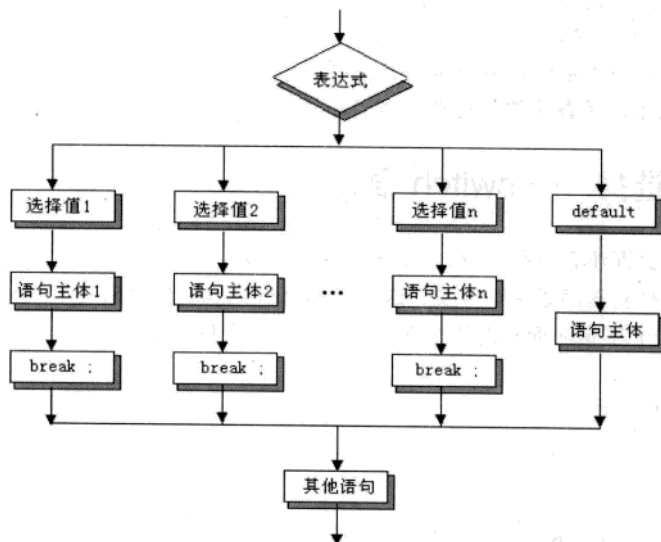 表达式
选择值1
选择值2
选择值n
default
语句主体1
语句主体2
...
语句主体n
语句主体
break ;
break ;
break ;
其他语句